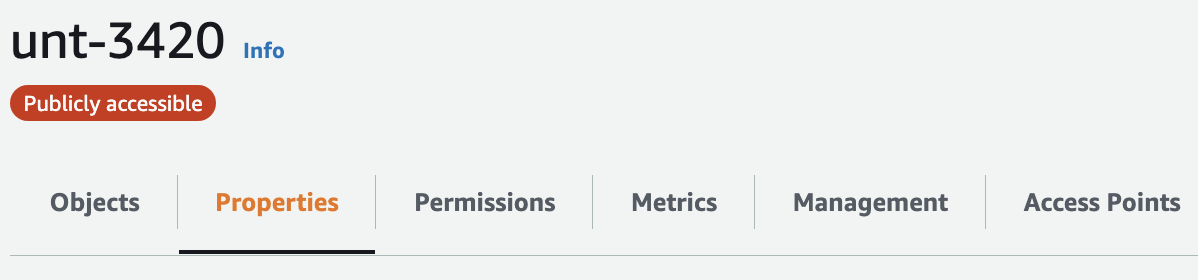 unt-3420 Info
Publicly accessible
Objects Properties Permissions Metrics Management Access Points